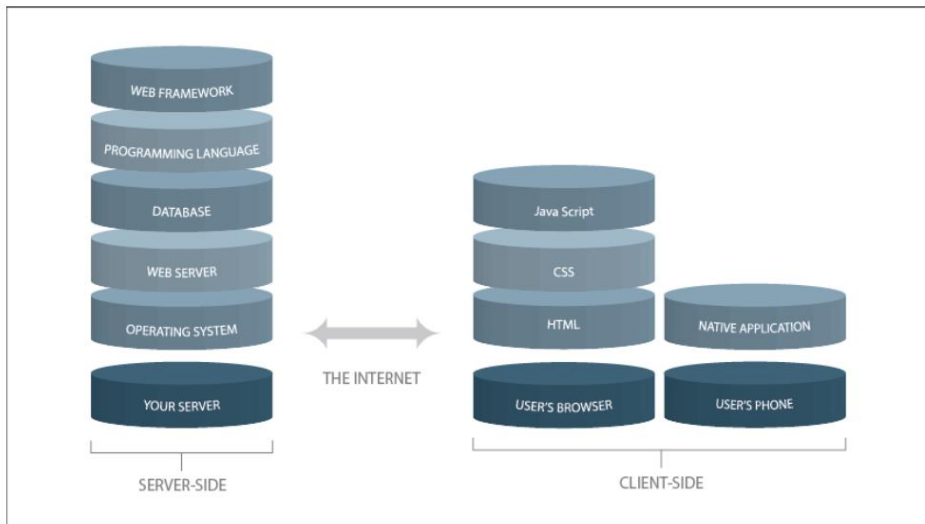 WEB FRAMEWORK
PROGRAMMING LANGUAGE
DATABASE
WEB SERVER
OPERATING SYSTEM
YOUR SERVER
SERVER-SIDE
THE INTERNET
Java Script
CSS
HTML
USER'S BROWSER
NATIVE APPLICATION
USER'S PHONE
CLIENT-SIDE